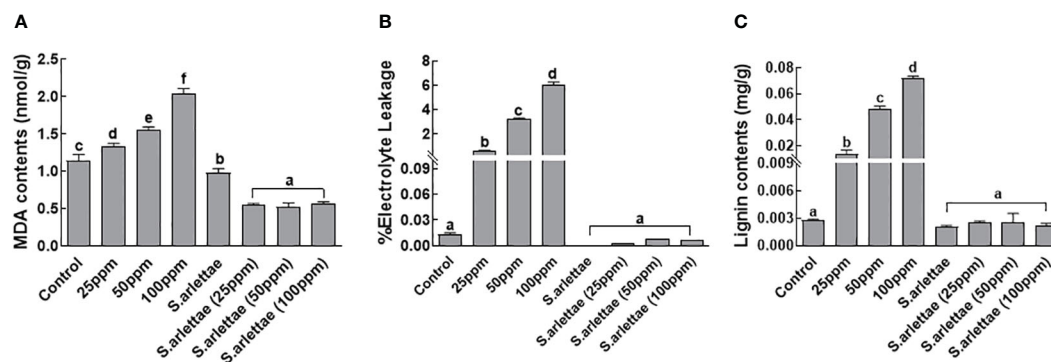 A
MDA contents (nmol/g)
2.5
2.0
1.5
1.0
0.5
0.0
c
d
e
f
b
a
Control
25ppm
50ppm
100ppm
S.arlettae
S.arlettae (25ppm)
S.arlettae (50ppm)
S.arlettae (100ppm)
B
%Electrolyte Leakage
8
6
4
2
0.09
0.06
0.03
0.00
a
b
c
d
a
Control
25ppm
50ppm
100ppm
S.arlettae
S.arlettae (25ppm)
S.arlettae (50ppm)
S.arlettae (100ppm)
C
Lignin contents (mg/g)
0.08
0.06
0.04
0.02
0.009
0.006
0.003
0.000
a
b
c
d
a
Control
25ppm
50ppm
100ppm
S.arlettae
S.arlettae (25ppm)
S.arlettae (50ppm)
S.arlettae (100ppm)